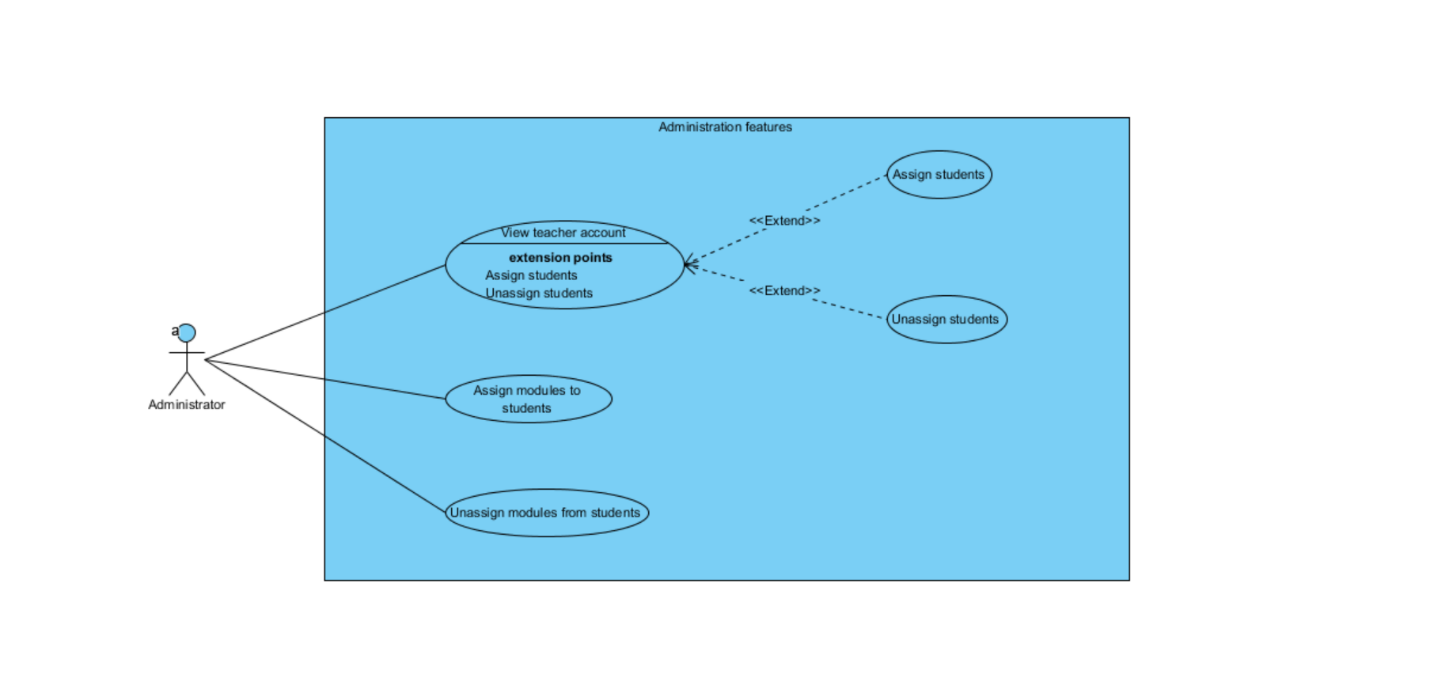 Administration features
Assign students
<<Extend>>
View teacher account
extension points
Assign students
Unassign students
<<Extend>>
Unassign students
a
Administrator
Assign modules to
students
Unassign modules from students